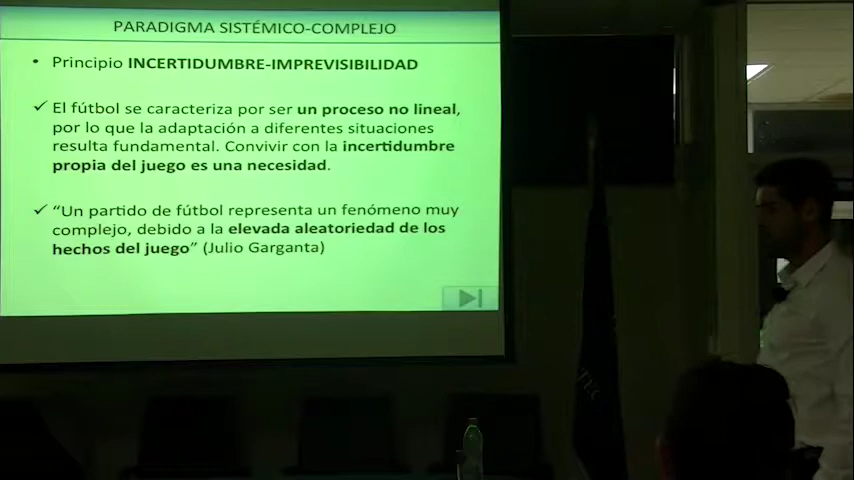 PARADIGMA SISTÉMICO-COMPLEJO
• Principio INCERTIDUMBRE-IMPREVISIBILIDAD
✓ El fútbol se caracteriza por ser un proceso no lineal,
por lo que la adaptación a diferentes situaciones
resulta fundamental. Convivir con la incertidumbre
propia del juego es una necesidad.
✓ “Un partido de fútbol representa un fenómeno muy
complejo, debido a la elevada aleatoriedad de los
hechos del juego” (Julio Garganta)